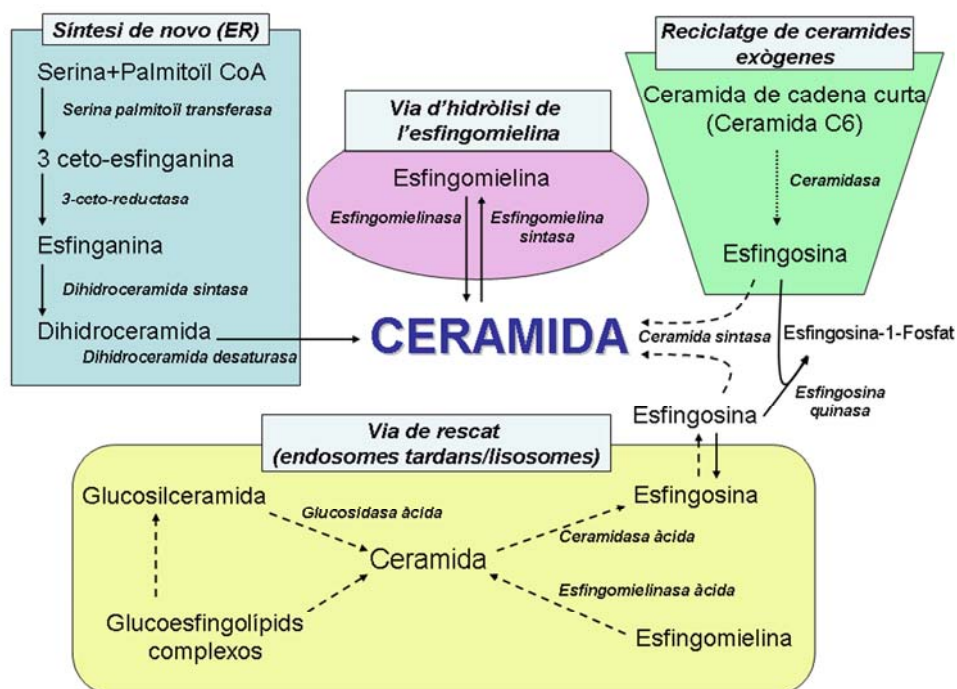 Síntesi de novo (ER)
Serina+Palmitoïl CoA
Serina palmitoïl transferasa
3 ceto-esfinganina
3-ceto-reductasa
Esfinganina
Dihidroceramida sintasa
Dihidroceramida
Dihidroceramida desaturasa
Via d'hidròlisi de
l'esfingomielina
Esfingomielina
Esfingomielinasa
Esfingomielina
sintasa
CERAMIDA
Reciclatge de ceramides
exògenes
Ceramida de cadena curta
(Ceramida C6)
Ceramidasa
Esfingosina
Ceramida sintasa
Esfingosina-1-Fosfat
Esfingosina
quinasa
Esfingosina
Via de rescat
(endosomes tardans/lisosomes)
Glucosilceramida
Glucosidasa àcida
Esfingosina
Ceramida
Ceramidasa àcida
Esfingomielinasa àcida
Glucoesfingolípids
complexos
Esfingomielina